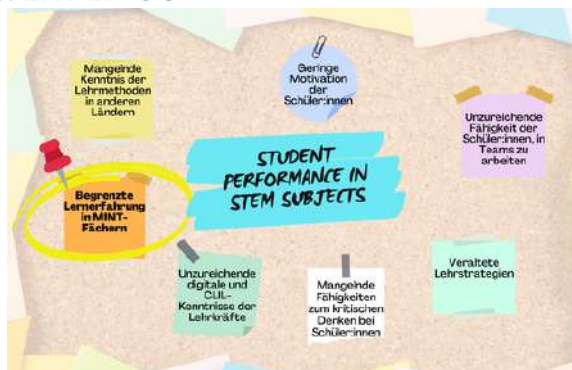 Mangelnde
Kenntnis der
Lehrmethoden
in anderen
Ländern
Geringe
Motivation
der
Schüler:innen
Unzureichende
Fähigkeit der
Schüler:innen, in
Teams zu
arbeiten
STUDENT
PERFORMANCE IN
STEM SUBJECTS
Begrenzte
Lernerfahrung
in MINT-
Fächern
Unzureichende
digitale und
CLIL-
Kenntnisse der
Lehrkräfte
Mangelnde
Fähigkeiten
zum kritischen
Denken bei
Schüler:innen
Veraltete
Lehrstrategien